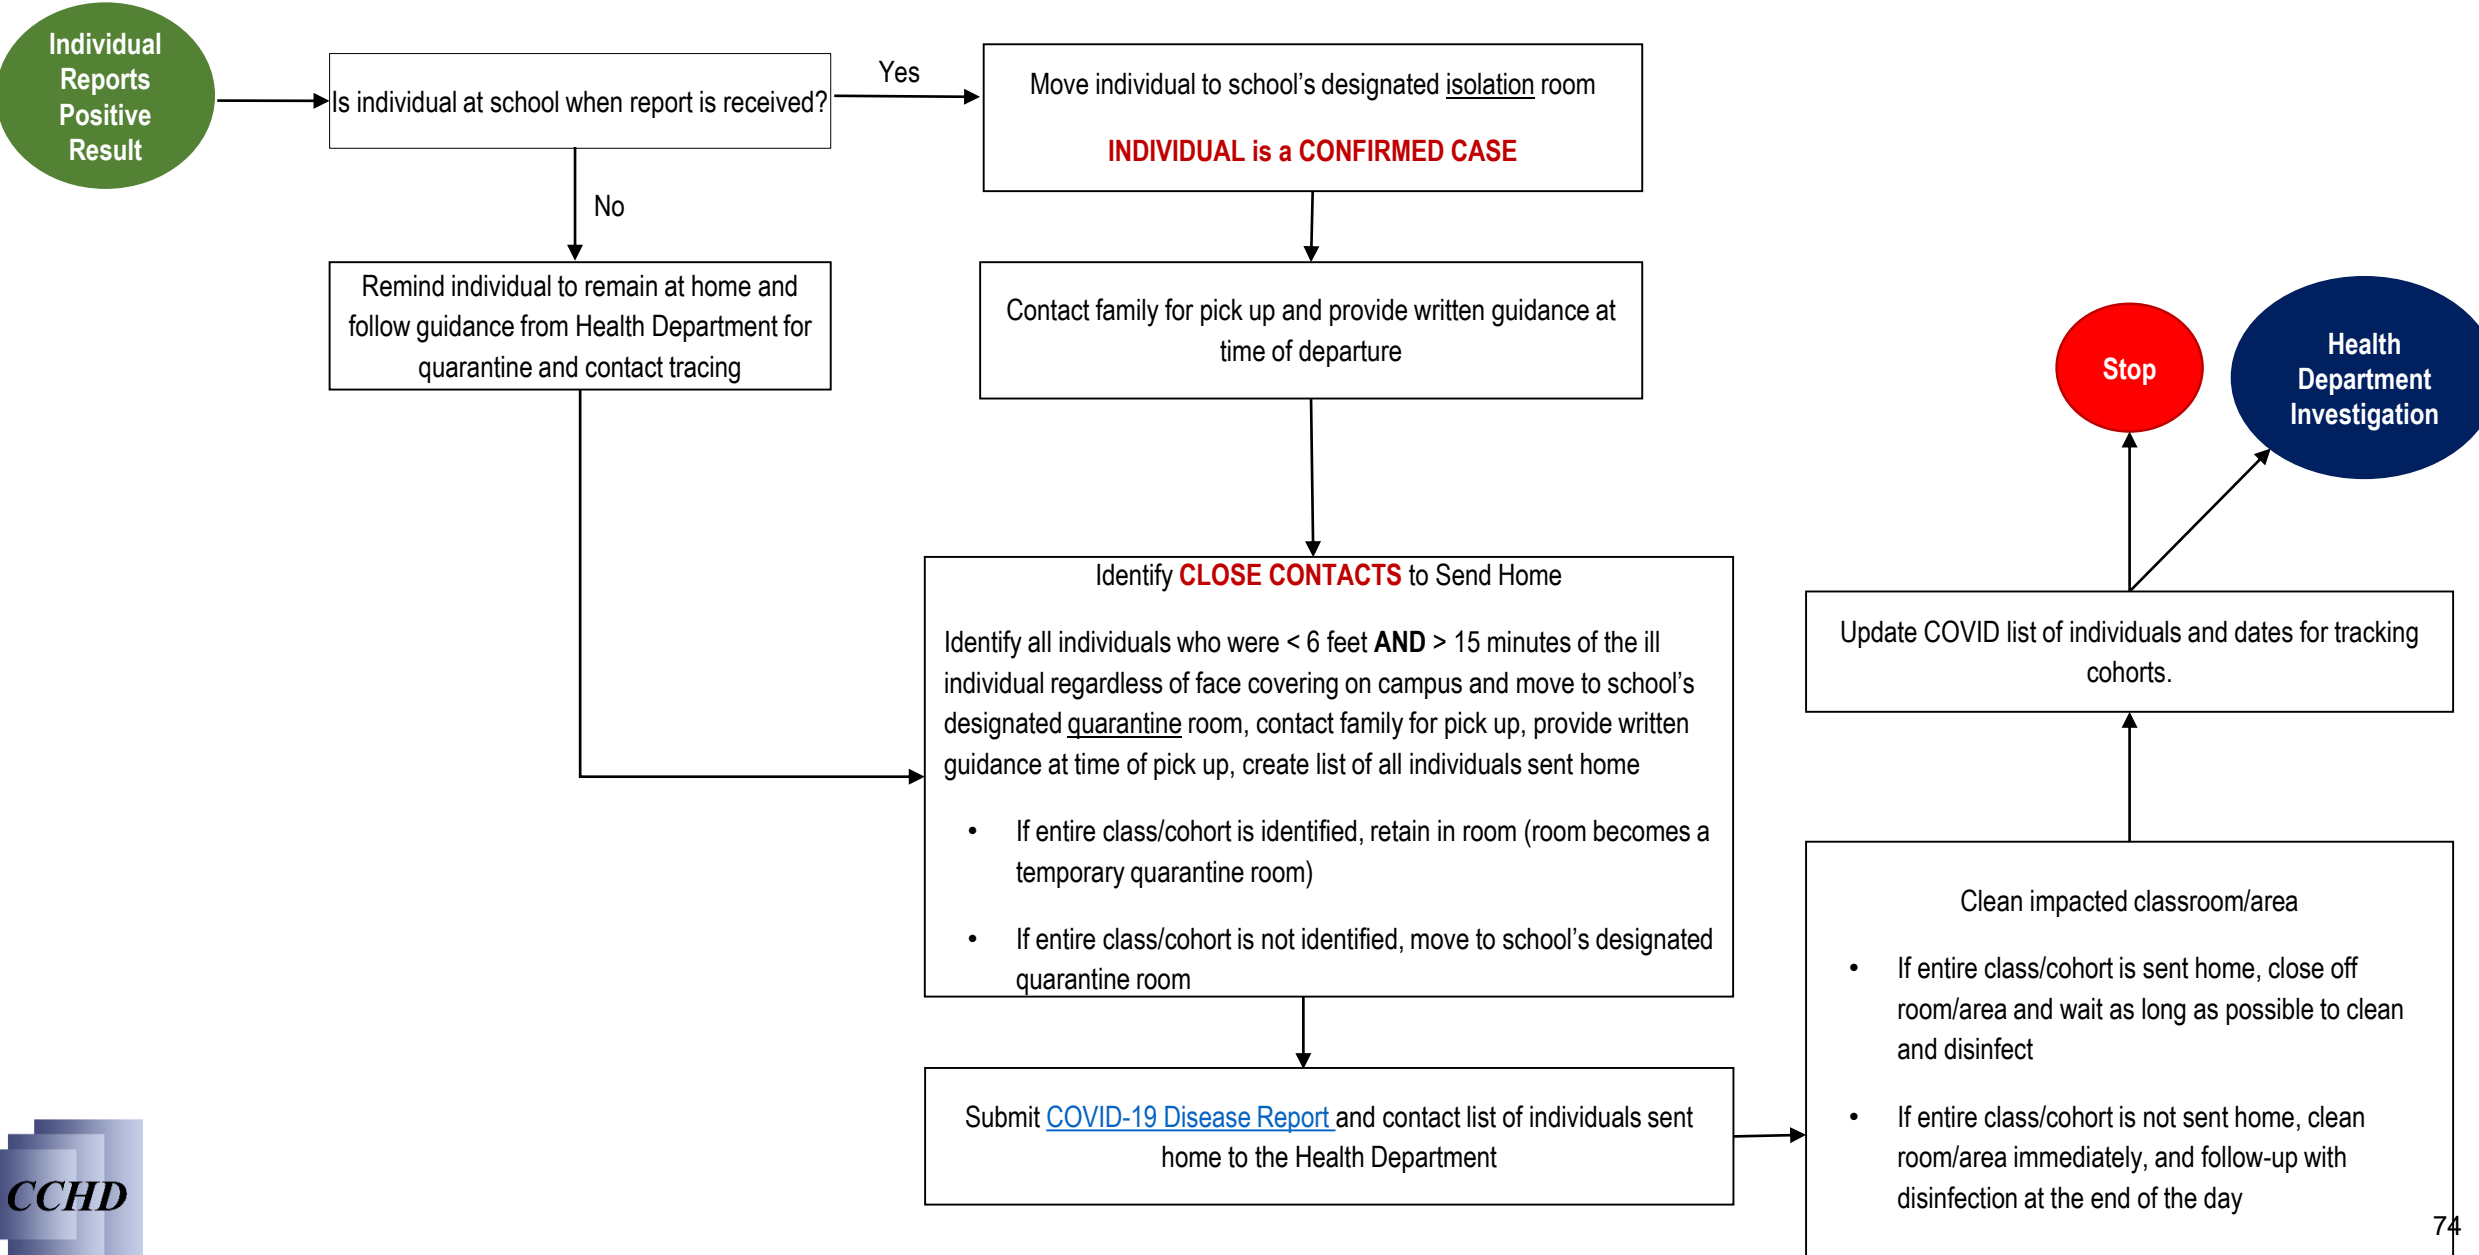 Individual
Reports
Positive
Result
Is individual at school when report is received?
Yes
No
Move individual to school's designated isolation room
INDIVIDUAL is a CONFIRMED CASE
Remind individual to remain at home and
follow guidance from Health Department for
quarantine and contact tracing
Contact family for pick up and provide written guidance at
time of departure
Identify CLOSE CONTACTS to Send Home
Identify all individuals who were < 6 feet AND > 15 minutes of the ill
individual regardless of face covering on campus and move to school's
designated quarantine room, contact family for pick up, provide written
guidance at time of pick up, create list of all individuals sent home
• If entire class/cohort is identified, retain in room (room becomes a
temporary quarantine room)
• If entire class/cohort is not identified, move to school's designated
quarantine room
Submit COVID-19 Disease Report and contact list of individuals sent
home to the Health Department
Clean impacted classroom/area
• If entire class/cohort is sent home, close off
room/area and wait as long as possible to clean
and disinfect
• If entire class/cohort is not sent home, clean
room/area immediately, and follow-up with
disinfection at the end of the day
Update COVID list of individuals and dates for tracking
cohorts.
Stop
Health
Department
Investigation
CCHD
74